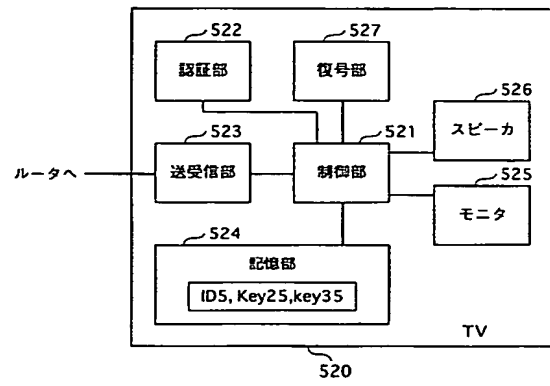 522
認証部
527
復号部
526
スピーカ
523
送受信部
521
制御部
525
モニタ
ルータへ
524
記憶部
ID5, Key25,key35
TV
520